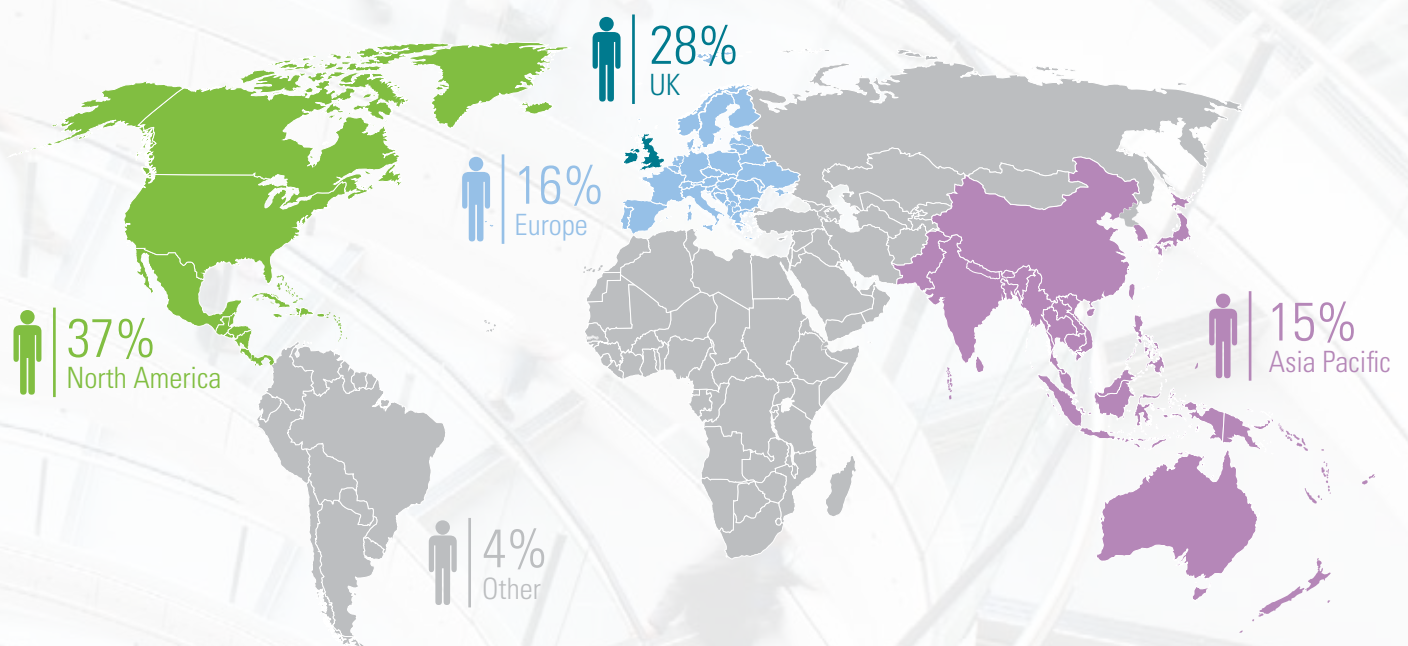 28%
UK
16%
Europe
37%
North America
15%
Asia Pacific
4%
Other